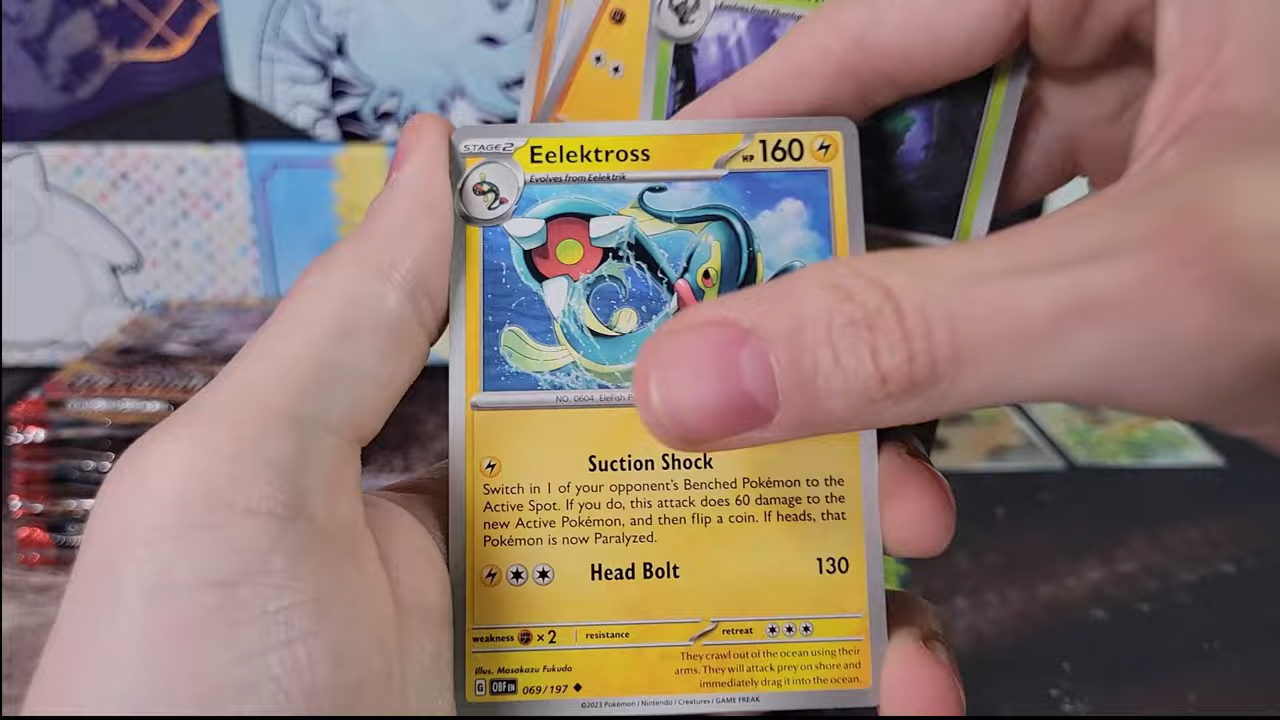 STAGE2 Eelektross HP 160
Evolves from Eelektrik
NO. 0604 EleFish
Suction Shock
Switch in 1 of your opponent's Benched Pokémon to the
Active Spot. If you do, this attack does 60 damage to the
new Active Pokémon, and then flip a coin. If heads, that
Pokémon is now Paralyzed.
Head Bolt 130
weakness ×2 resistance retreat
They crawl out of the ocean using their
arms. They will attack prey on shore and
immediately drag it into the ocean.
Illus. Masakazu Fukuda
G OBF EN 069/197
©2023 Pokémon / Nintendo / Creatures / GAME FREAK